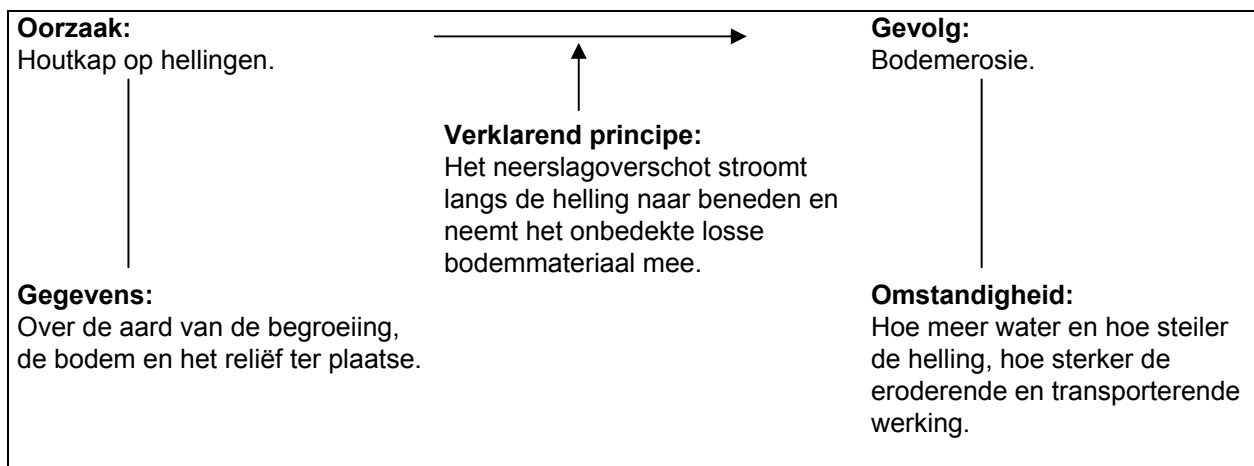 Oorzaak:
Houtkap op hellingen.
Gevolg:
Bodemerosie.
Verklarend principe:
Het neerslagoverschot stroomt
langs de helling naar beneden en
neemt het onbedekte losse
bodemmateriaal mee.
Gegevens:
Over de aard van de begroeiing,
de bodem en het reliëf ter plaatse.
Omstandigheid:
Hoe meer water en hoe steiler
de helling, hoe sterker de
eroderende en transporterende
werking.